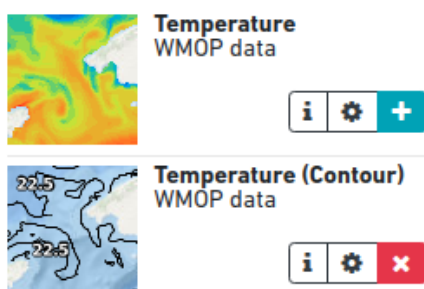 Temperature
WMOP data
i
Temperature (Contour)
WMOP data
22.5
22.5
i